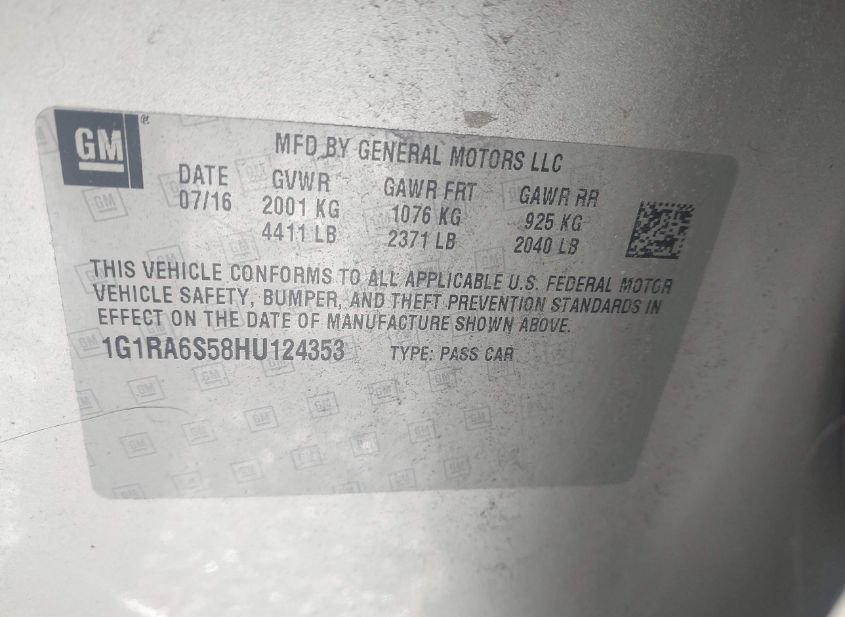 GM®
MFD BY GENERAL MOTORS LLC
DATE GVWR GAWR FRT GAWR RR
07/16 2001 KG 1076 KG 925 KG
4411 LB 2371 LB 2040 LB
THIS VEHICLE CONFORMS TO ALL APPLICABLE U.S. FEDERAL MOTOR
VEHICLE SAFETY, BUMPER, AND THEFT PREVENTION STANDARDS IN
EFFECT ON THE DATE OF MANUFACTURE SHOWN ABOVE.
1G1RA6S58HU124353 TYPE: PASS CAR